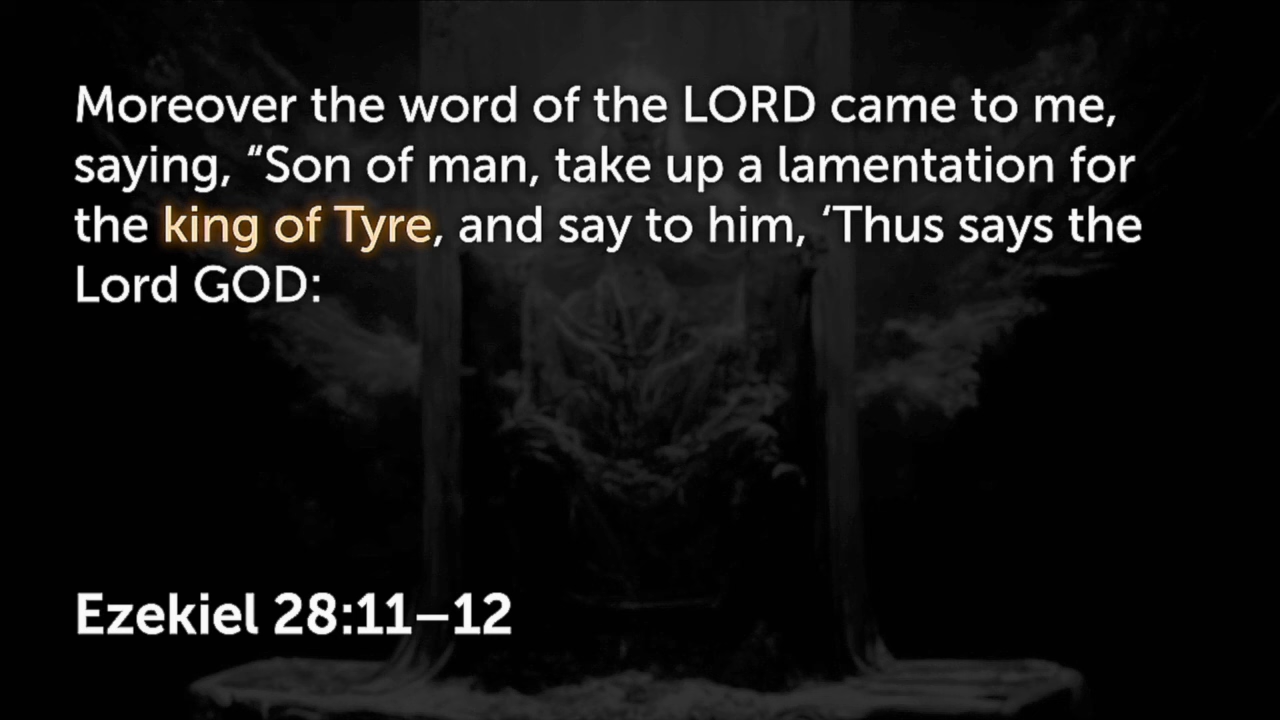 Moreover the word of the LORD came to me,
saying, “Son of man, take up a lamentation for
the king of Tyre, and say to him, ‘Thus says the
Lord GOD:
Ezekiel 28:11–12